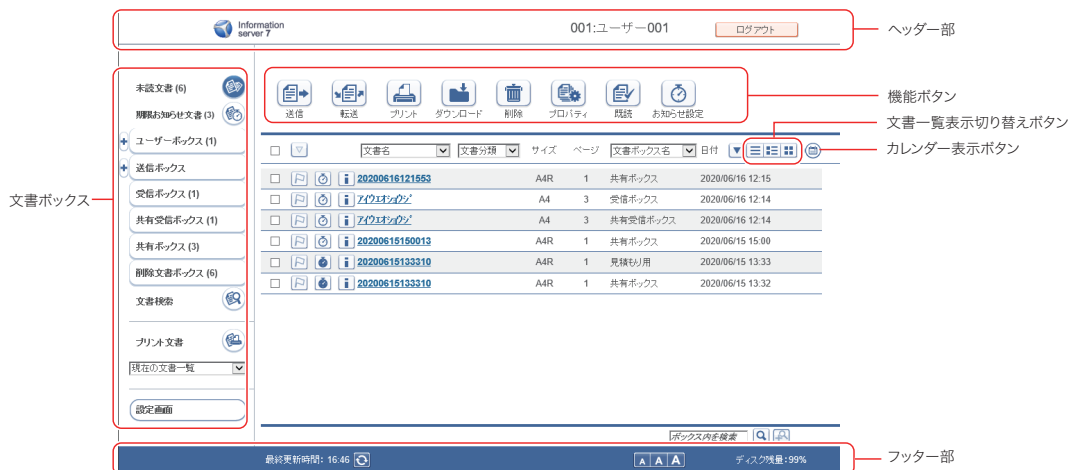 Information
server 7
001:ユーザー001
ログアウト
ヘッダー部
未読文書 (6)
期限お知らせ文書 (3)
ユーザーボックス (1)
送信ボックス
受信ボックス (1)
共有受信ボックス (1)
共有ボックス (3)
削除文書ボックス (6)
文書検索
プリント文書
現在の文書一覧
設定画面
文書ボックス
送信 転送 プリント ダウンロード 削除 プロパティ 既読 お知らせ設定
機能ボタン
文書一覧表示切り替えボタン
カレンダー表示ボタン
文書名 文書分類 サイズ ページ 文書ボックス名 日付
20200616121553 A4R 1 共有ボックス 2020/06/16 12:15
アイウエオショウシ゛ A4 3 受信ボックス 2020/06/16 12:14
アイウエオショウシ゛ A4 3 共有受信ボックス 2020/06/16 12:14
20200615150013 A4R 1 共有ボックス 2020/06/15 15:00
20200615133310 A4R 1 見積もり用 2020/06/15 13:33
20200615133310 A4R 1 共有ボックス 2020/06/15 13:32
ボックス内を検索
最終更新時間: 16:46
A A A
ディスク残量:99%
フッター部